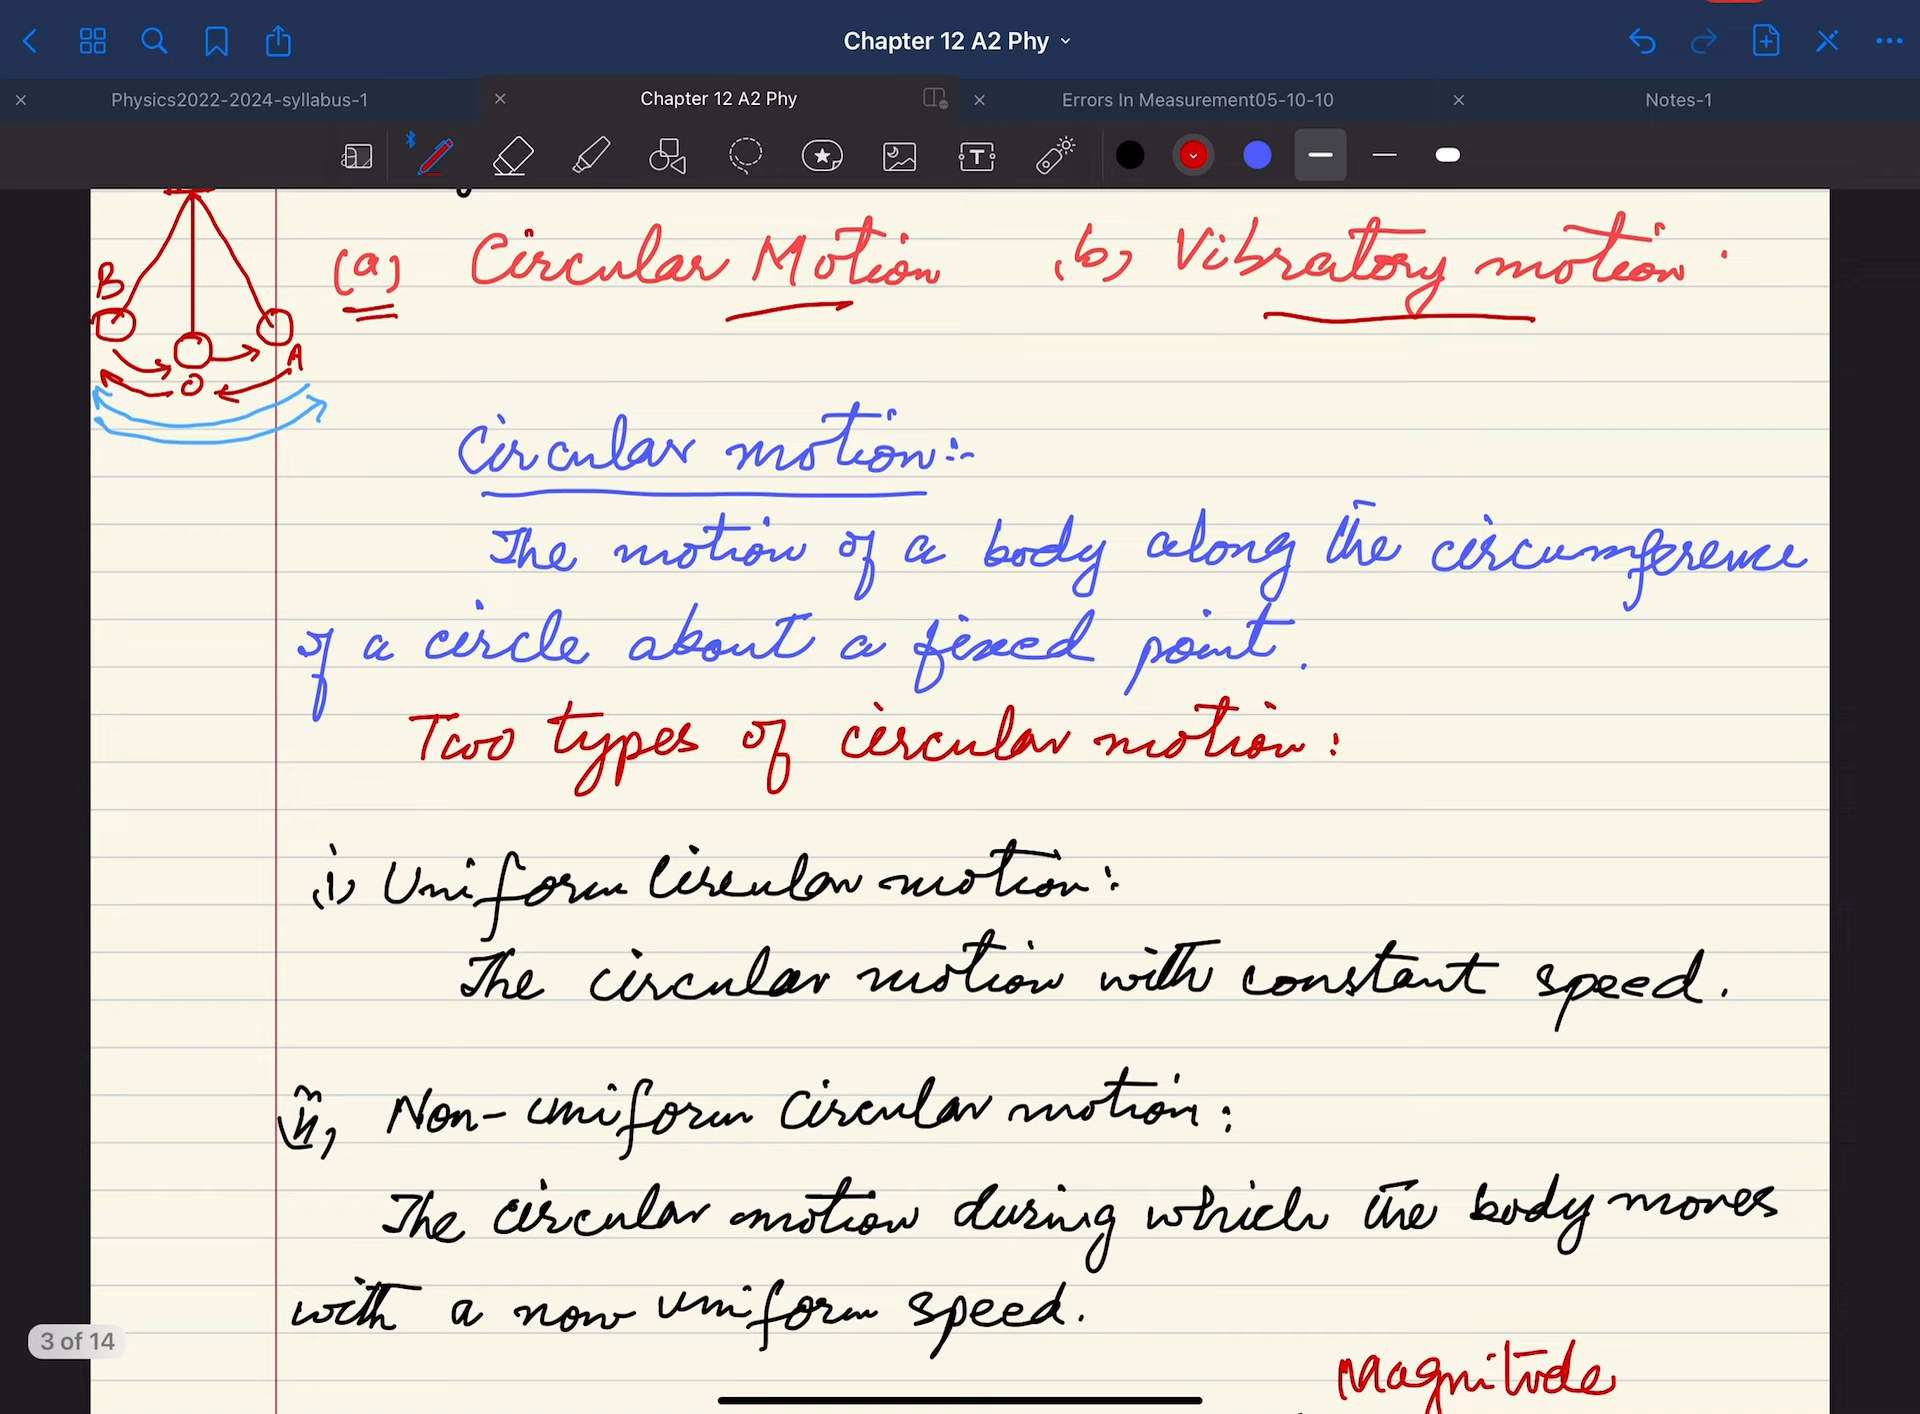 Chapter 12 A2 Phy
Physics2022-2024-syllabus-1
Chapter 12 A2 Phy
Errors In Measurement05-10-10
Notes-1
(a) Circular Motion (b) Vibratory motion
B
A
O
Circular motion:-
The motion of a body along the circumference
of a circle about a fixed point.
Two types of circular motion:
(i) Uniform Circular motion:
The circular motion with constant speed.
(ii) Non-uniform Circular motion:
The circular motion during which the body moves
with a non uniform speed.
3 of 14
Magnitude